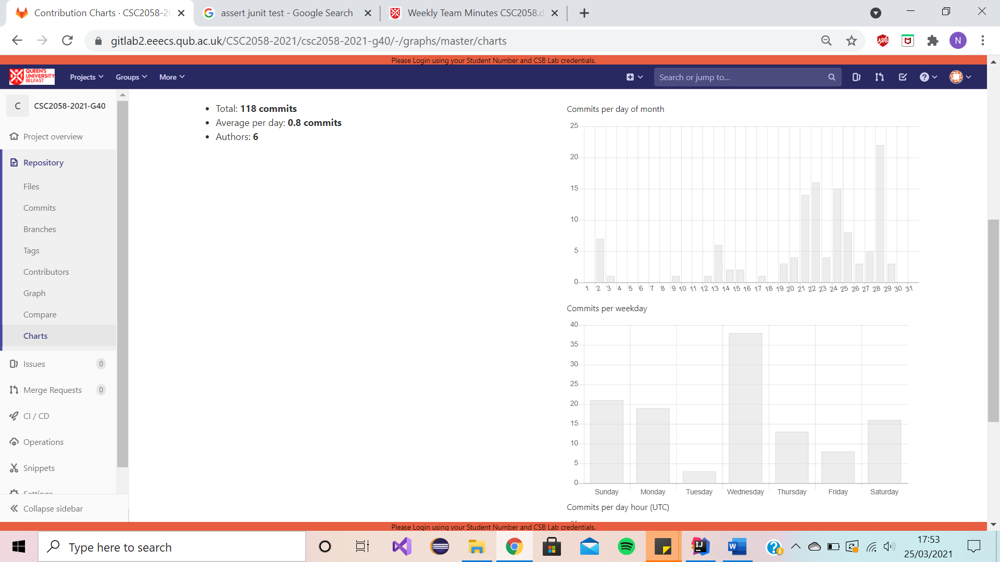 Contribution Charts · CSC2058-20
assert junit test - Google Search
Weekly Team Minutes CSC2058.d
gitlab2.eeecs.qub.ac.uk/CSC2058-2021/csc2058-2021-g40/-/graphs/master/charts
N
Please Login using your Student Number and CSB Lab credentials.
QUEEN'S
UNIVERSITY
BELFAST
Projects
Groups
More
Search or jump to...
C
CSC2058-2021-G40
Project overview
Repository
Files
Commits
Branches
Tags
Contributors
Graph
Compare
Charts
Issues 0
Merge Requests 0
CI / CD
Operations
Snippets
Settings
Collapse sidebar
• Total: 118 commits
• Average per day: 0.8 commits
• Authors: 6
Commits per day of month
25
20
15
10
5
0
1 2 3 4 5 6 7 8 9 10 11 12 13 14 15 16 17 18 19 20 21 22 23 24 25 26 27 28 29 30 31
Commits per weekday
40
35
30
25
20
15
10
5
0
Sunday Monday Tuesday Wednesday Thursday Friday Saturday
Commits per day hour (UTC)
Please Login using your Student Number and CSB Lab credentials.
Type here to search
17:53
25/03/2021